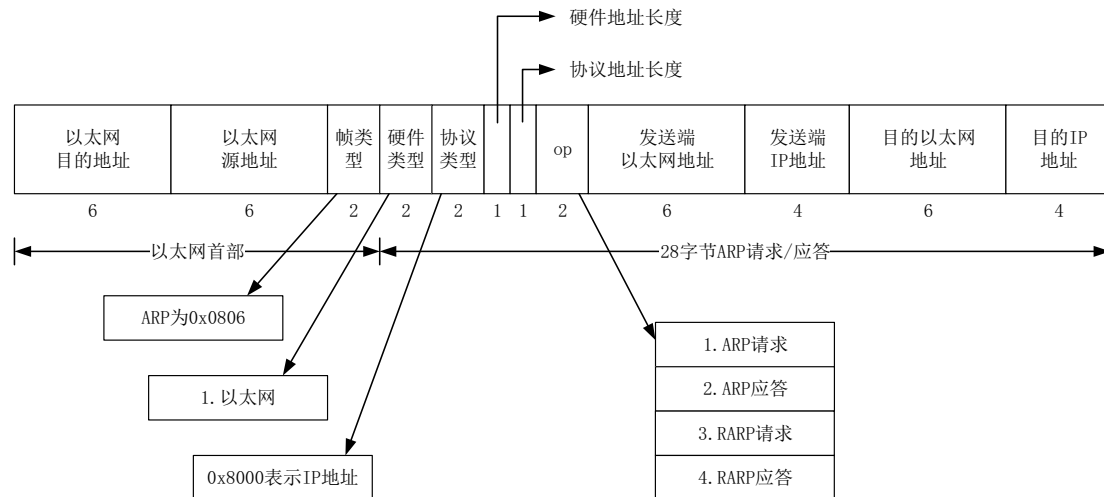 硬件地址长度
协议地址长度
以太网
目的地址
以太网
源地址
帧类
型
硬件
类型
协议
类型
op
发送端
以太网地址
发送端
IP地址
目的以太网
地址
目的IP
地址
6
6
2
2
2
1
1
2
6
4
6
4
以太网首部
28字节ARP请求/应答
ARP为0x0806
1.以太网
0x8000表示IP地址
1.ARP请求
2.ARP应答
3.RARP请求
4.RARP应答